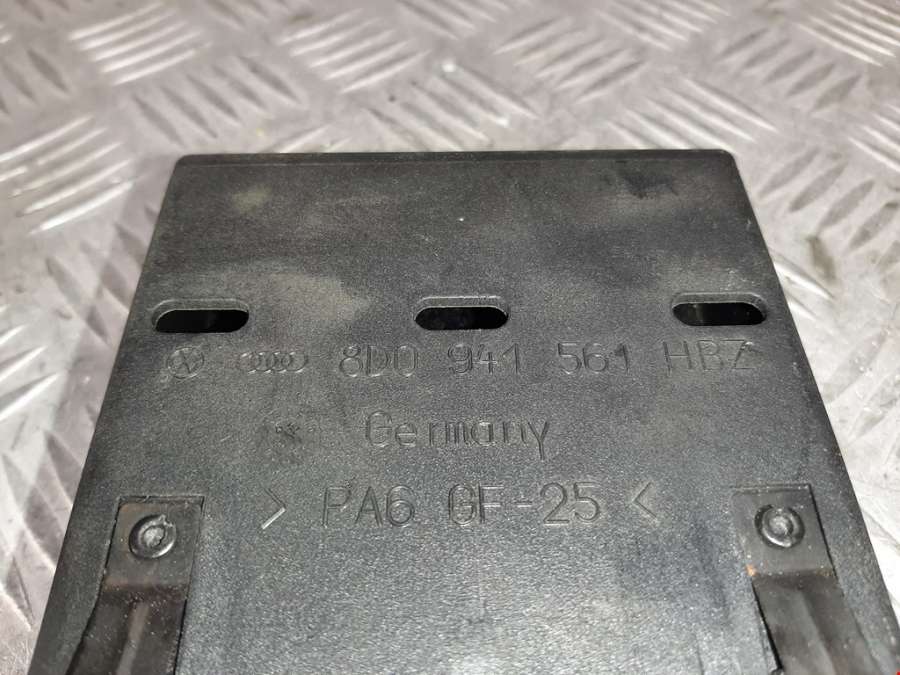 8D0 941 561 HBZ
Germany
> PA6 GF-25 <